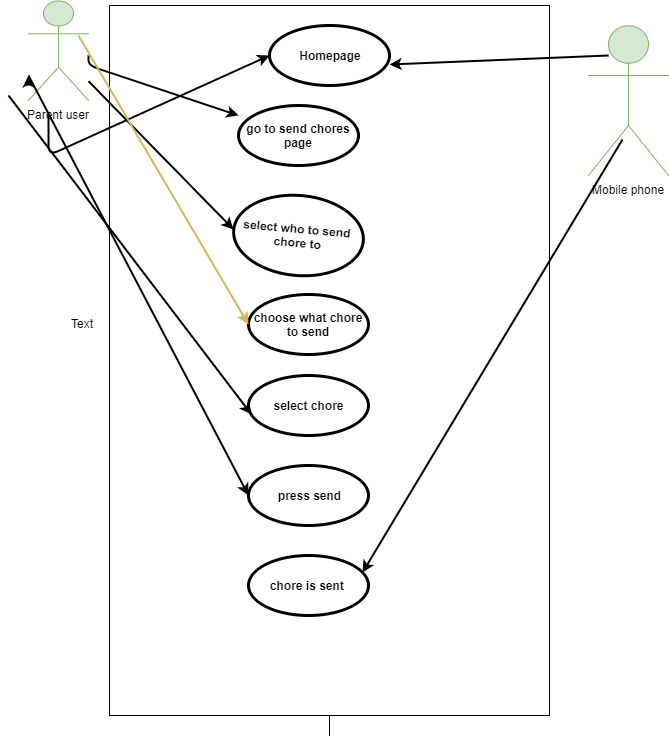 Homepage
Parent user
go to send chores
page
Mobile phone
select who to send
chore to
Text
choose what chore
to send
select chore
press send
chore is sent